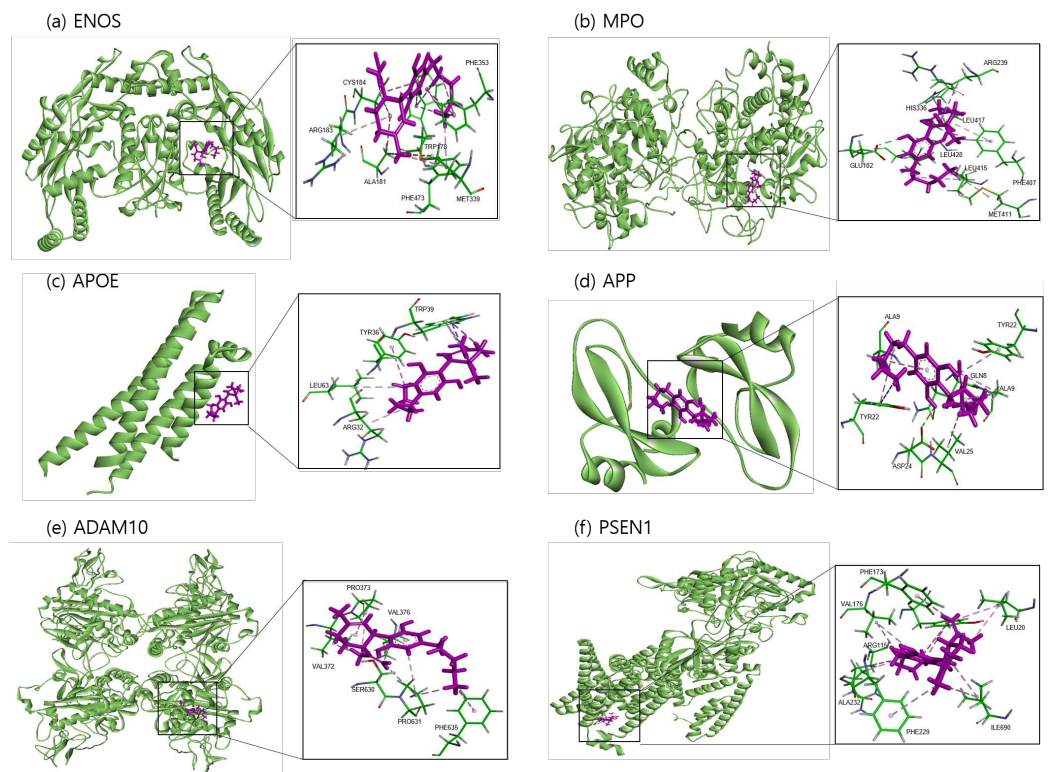 (a) ENOS
CYS184
PHE353
ARG183
TRP178
ALA181
PHE473
MET339
(b) MPO
ARG239
HIS336
LEU417
LEU420
GLU102
LEU415
PHE407
MET411
(c) APOE
TRP39
TYR36
LEU63
ARG32
(d) APP
ALA9
TYR22
GLN8
ALA9
TYR22
VAL25
ASP24
(e) ADAM10
PRO373
VAL376
VAL372
SER630
PRO631
PHE635
(f) PSEN1
PHE173
VAL176
LEU20
ARG115
ALA232
PHE229
ILE690